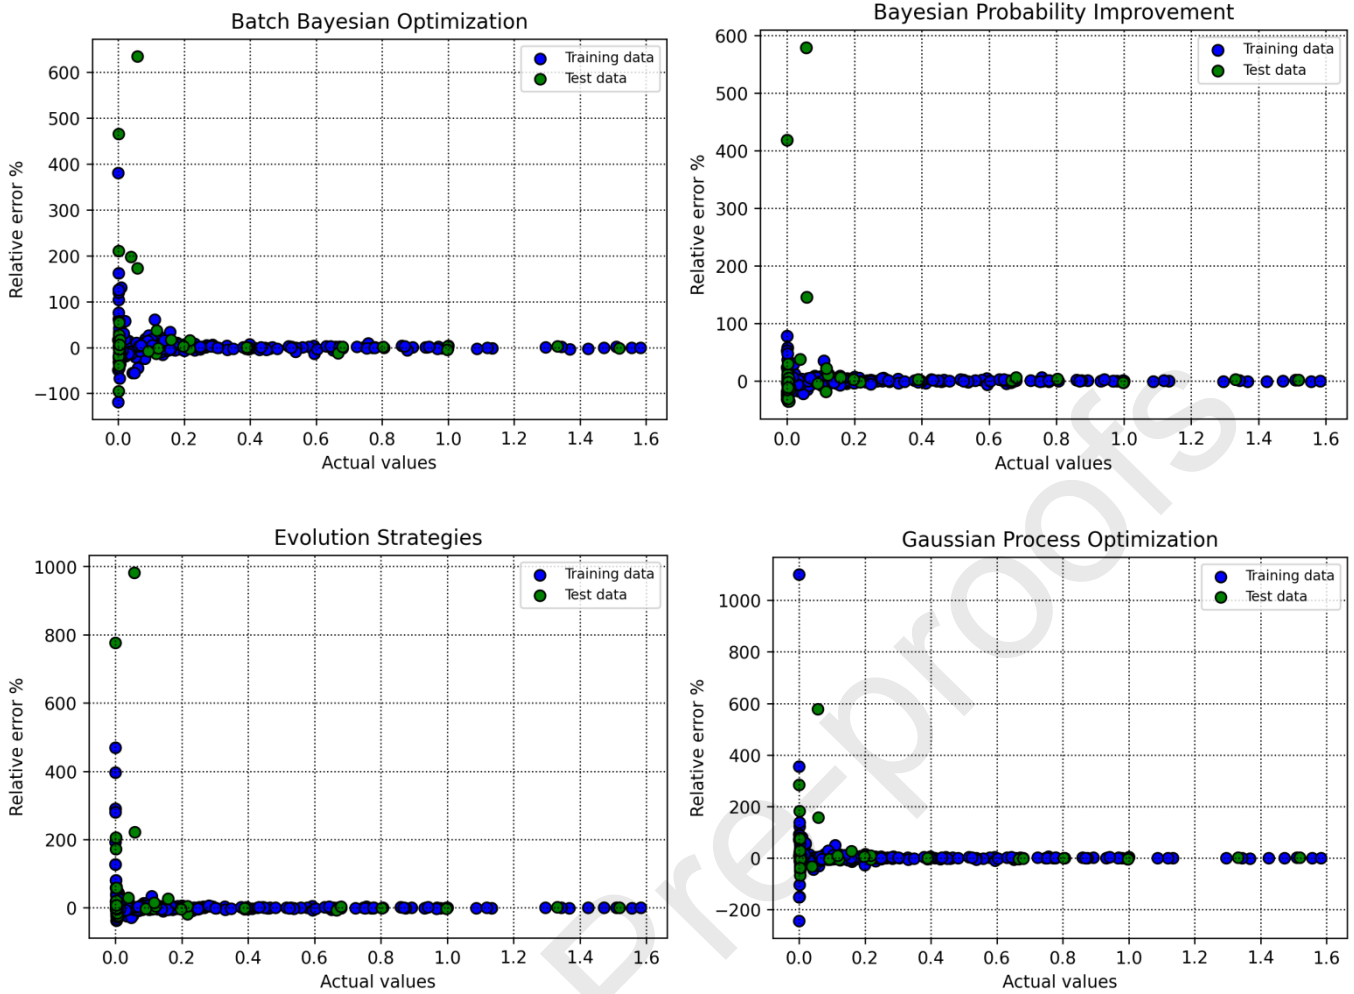 Batch Bayesian Optimization
Relative error %
600
500
400
300
200
100
0
−100
Training data
Test data
0.0 0.2 0.4 0.6 0.8 1.0 1.2 1.4 1.6
Actual values
Bayesian Probability Improvement
Relative error %
600
500
400
300
200
100
0
Training data
Test data
0.0 0.2 0.4 0.6 0.8 1.0 1.2 1.4 1.6
Actual values
Evolution Strategies
Relative error %
1000
800
600
400
200
0
Training data
Test data
0.0 0.2 0.4 0.6 0.8 1.0 1.2 1.4 1.6
Actual values
Gaussian Process Optimization
Relative error %
1000
800
600
400
200
0
−200
Training data
Test data
0.0 0.2 0.4 0.6 0.8 1.0 1.2 1.4 1.6
Actual values
Pre-proofs